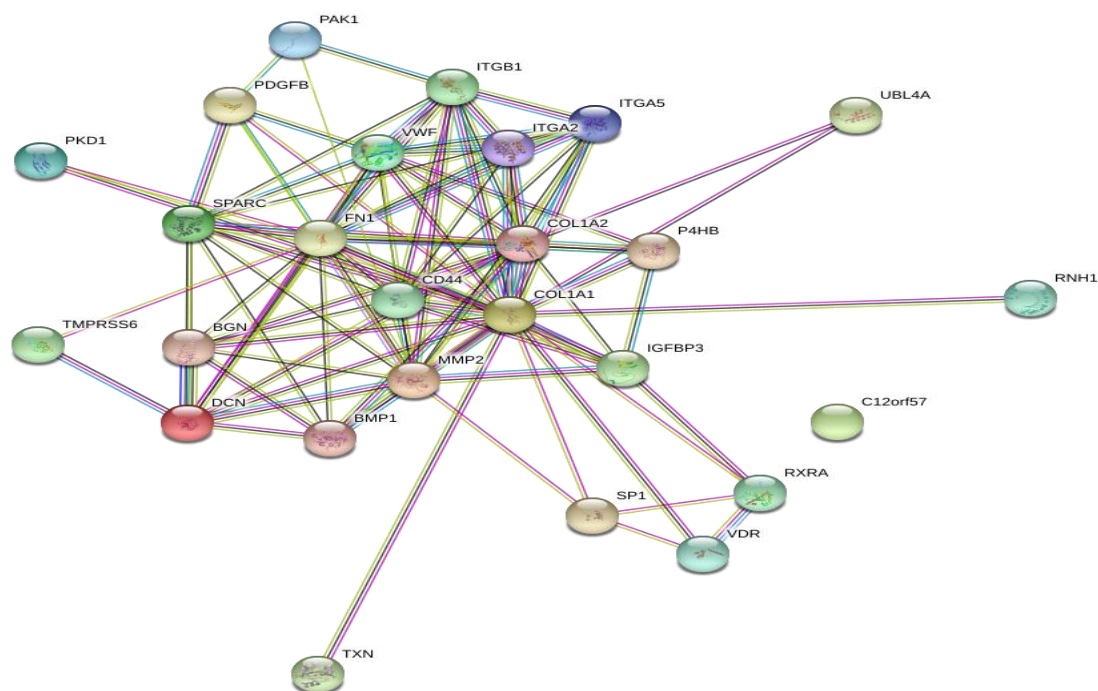 PAK1
ITGB1
PDGFB
UBL4A
ITGA5
ITGA2
VWF
PKD1
SPARC
FN1
COL1A2
P4HB
CD44
RNH1
COL1A1
TMPRSS6
BGN
IGFBP3
MMP2
DCN
C12orf57
BMP1
RXRA
SP1
VDR
TXN